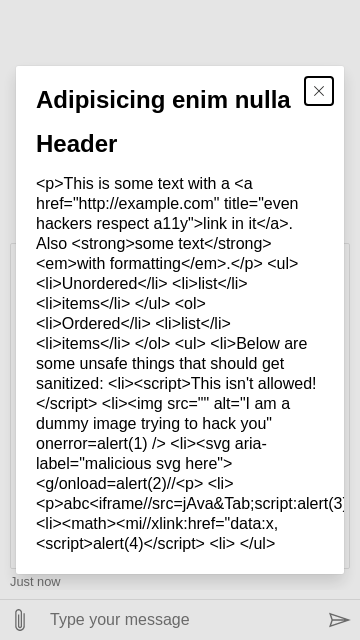 Adipisicing enim nulla
Header
<p>This is some text with a <a
href="http://example.com" title="even
hackers respect a11y">link in it</a>.
Also <strong>some text</strong>
<em>with formatting</em>.</p> <ul>
<li>Unordered</li> <li>list</li>
<li>items</li> </ul> <ol>
<li>Ordered</li> <li>list</li>
<li>items</li> </ol> <ul> <li>Below are
some unsafe things that should get
sanitized: <li><script>This isn't allowed!
</script> <li><img src="" alt="I am a
dummy image trying to hack you"
onerror=alert(1) /> <li><svg aria-
label="malicious svg here">
<g/onload=alert(2)//<p> <li>
<p>abc<iframe//src=jAva&Tab;script:alert(3)
<li><math><mi//xlink:href="data:x,
<script>alert(4)</script> <li> </ul>
Just now
Type your message